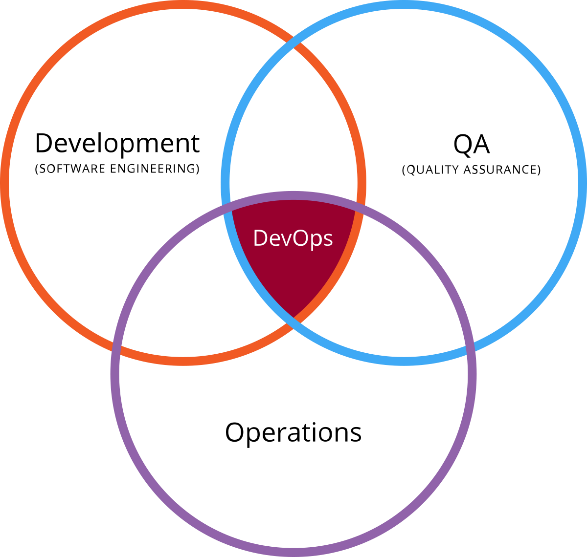 Development
(SOFTWARE ENGINEERING)
QA
(QUALITY ASSURANCE)
DevOps
Operations